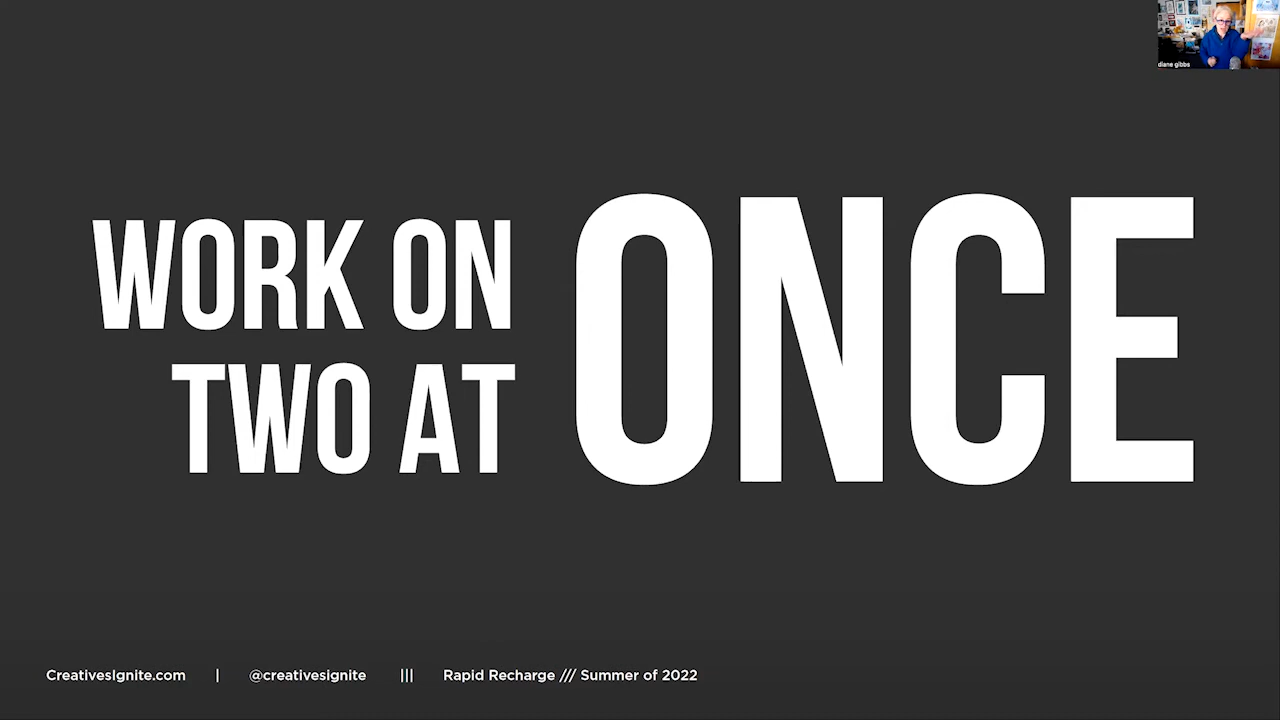 diane gibbs
WORK ON
TWO AT
ONCE
CreativesIgnite.com | @creativesignite ||| Rapid Recharge /// Summer of 2022